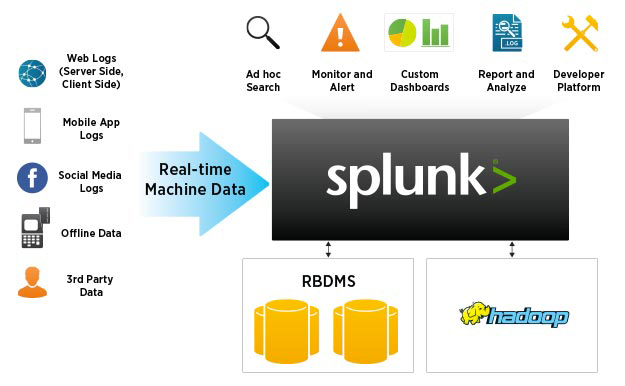 Web Logs
(Server Side,
Client Side)
Mobile App
Logs
Social Media
Logs
Offline Data
3rd Party
Data
Real-time
Machine Data
Ad hoc
Search
Monitor and
Alert
Custom
Dashboards
LOG
Report and
Analyze
Developer
Platform
splunk>
RBDMS
hadoop